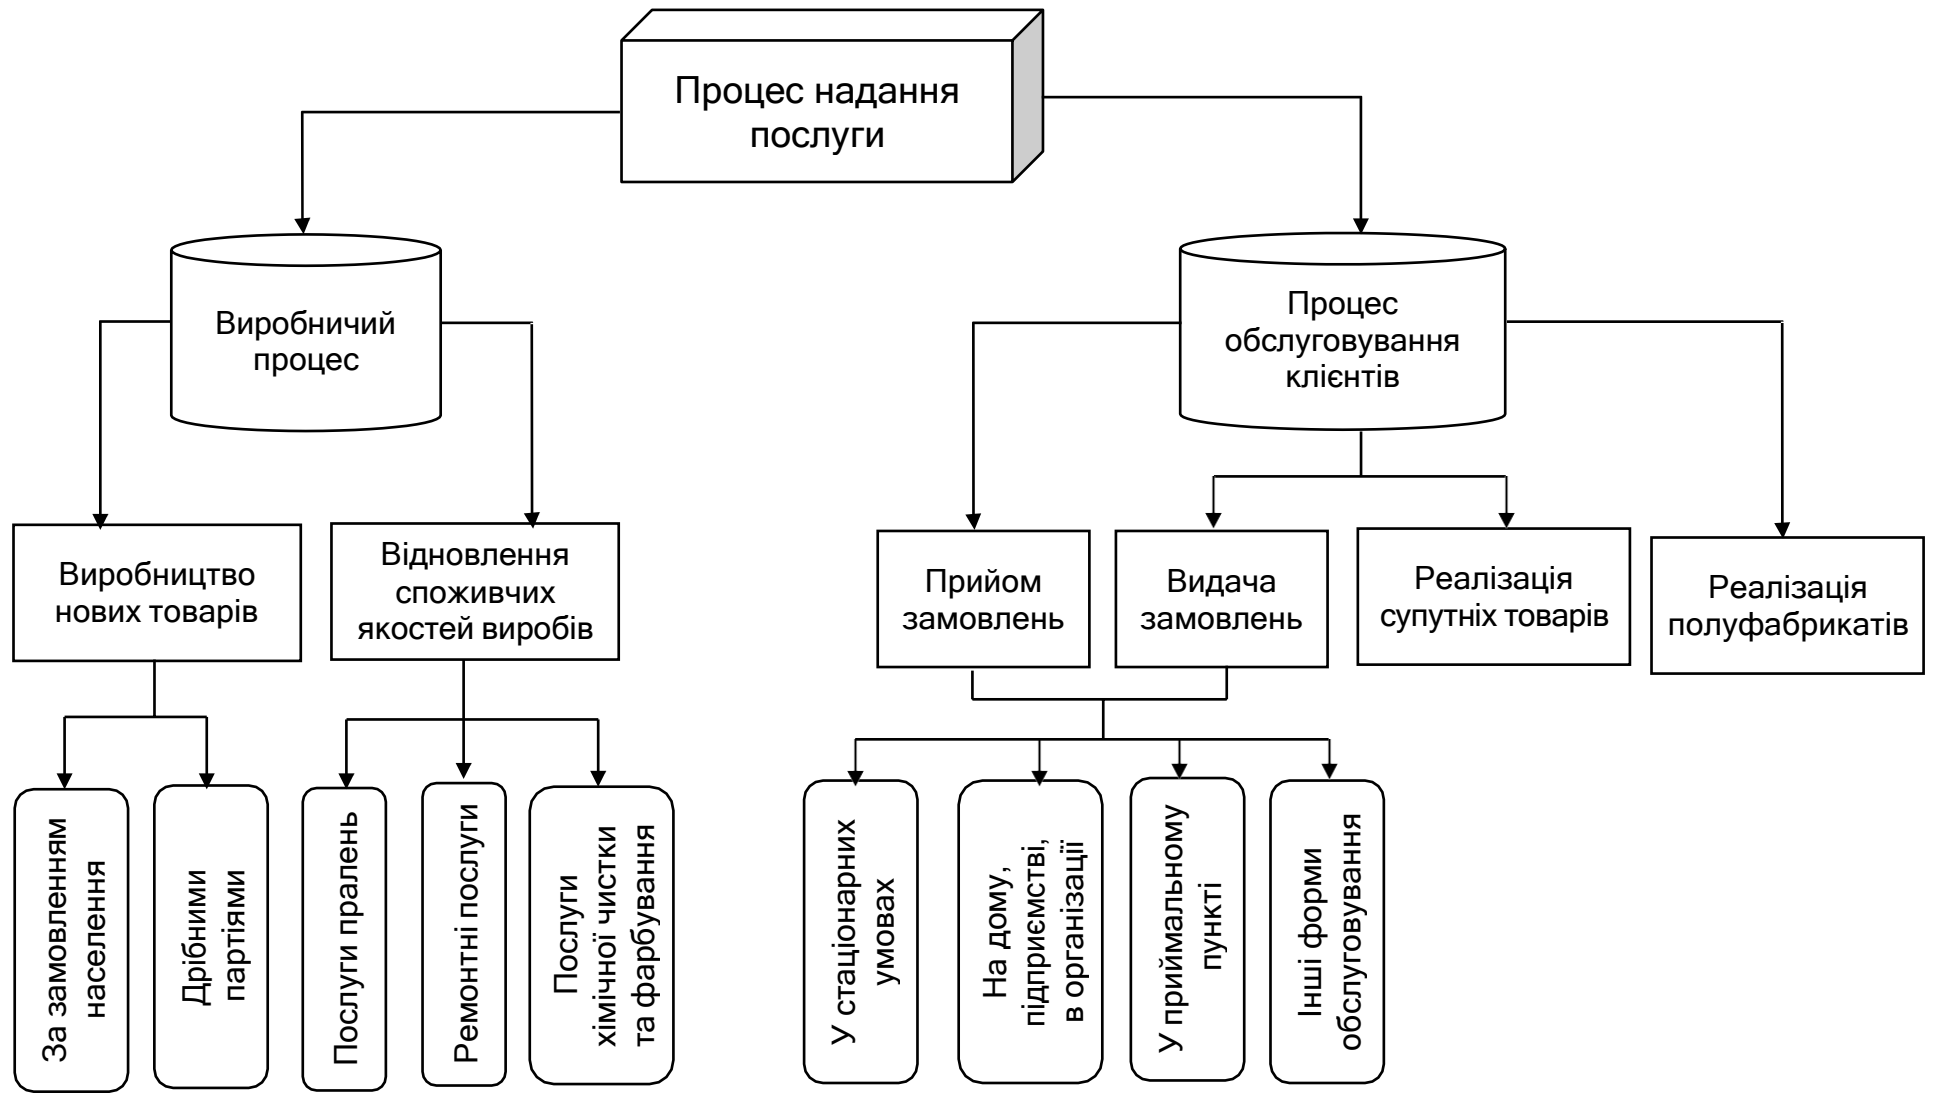 Процес надання
послуги
Виробничий
процес
Процес
обслуговування
клієнтів
Виробництво
нових товарів
Відновлення
споживчих
якостей виробів
Прийом
замовлень
Видача
замовлень
Реалізація
супутніх товарів
Реалізація
полуфабрикатів
За замовленням
населення
Дрібними
партіями
Послуги пралень
Ремонтні послуги
Послуги
хімічної чистки
та фарбування
У стаціонарних
умовах
На дому,
підприємстві,
в організації
У приймальному
пункті
Інші форми
обслуговування